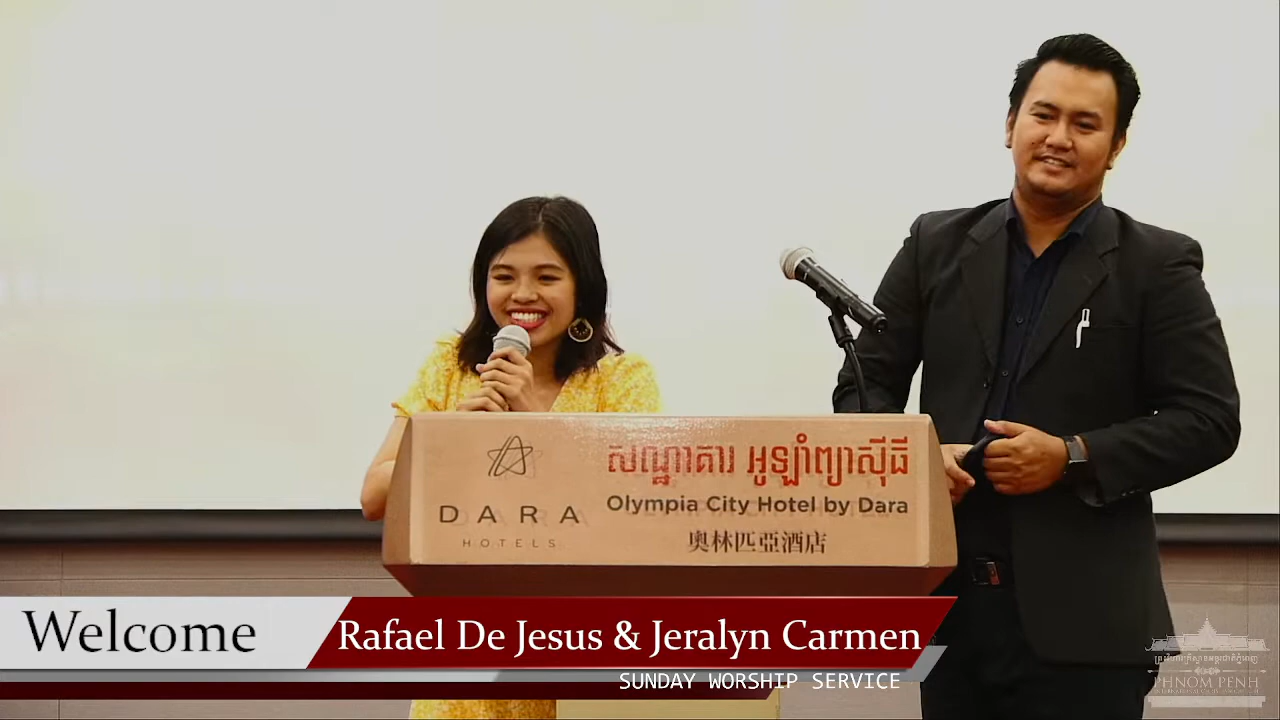 DARA
HOTELS
សណ្ឋាគារ អូឡាំព្យាស៊ីធី
Olympia City Hotel by Dara
奧林匹亞酒店
Welcome
Rafael De Jesus & Jeralyn Carmen
SUNDAY WORSHIP SERVICE
PHNOM PENH